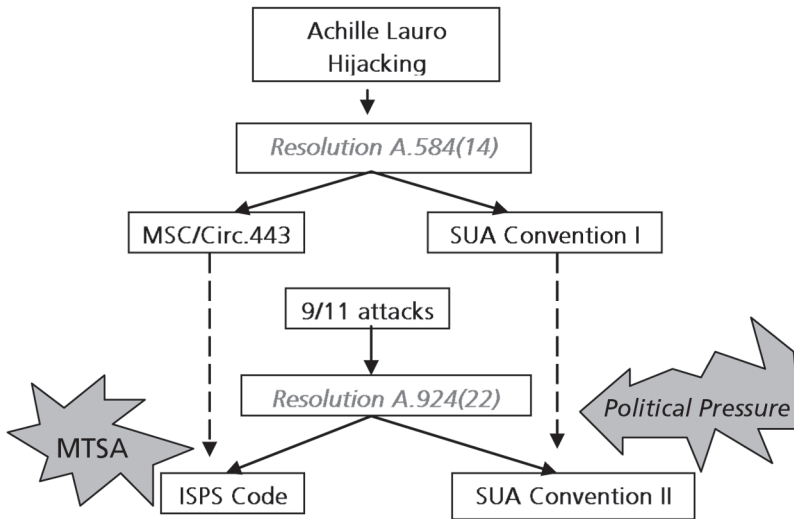 Achille Lauro
Hijacking
Resolution A.584(14)
MSC/Circ.443
SUA Convention I
9/11 attacks
Resolution A.924(22)
Political Pressure
MTSA
ISPS Code
SUA Convention II